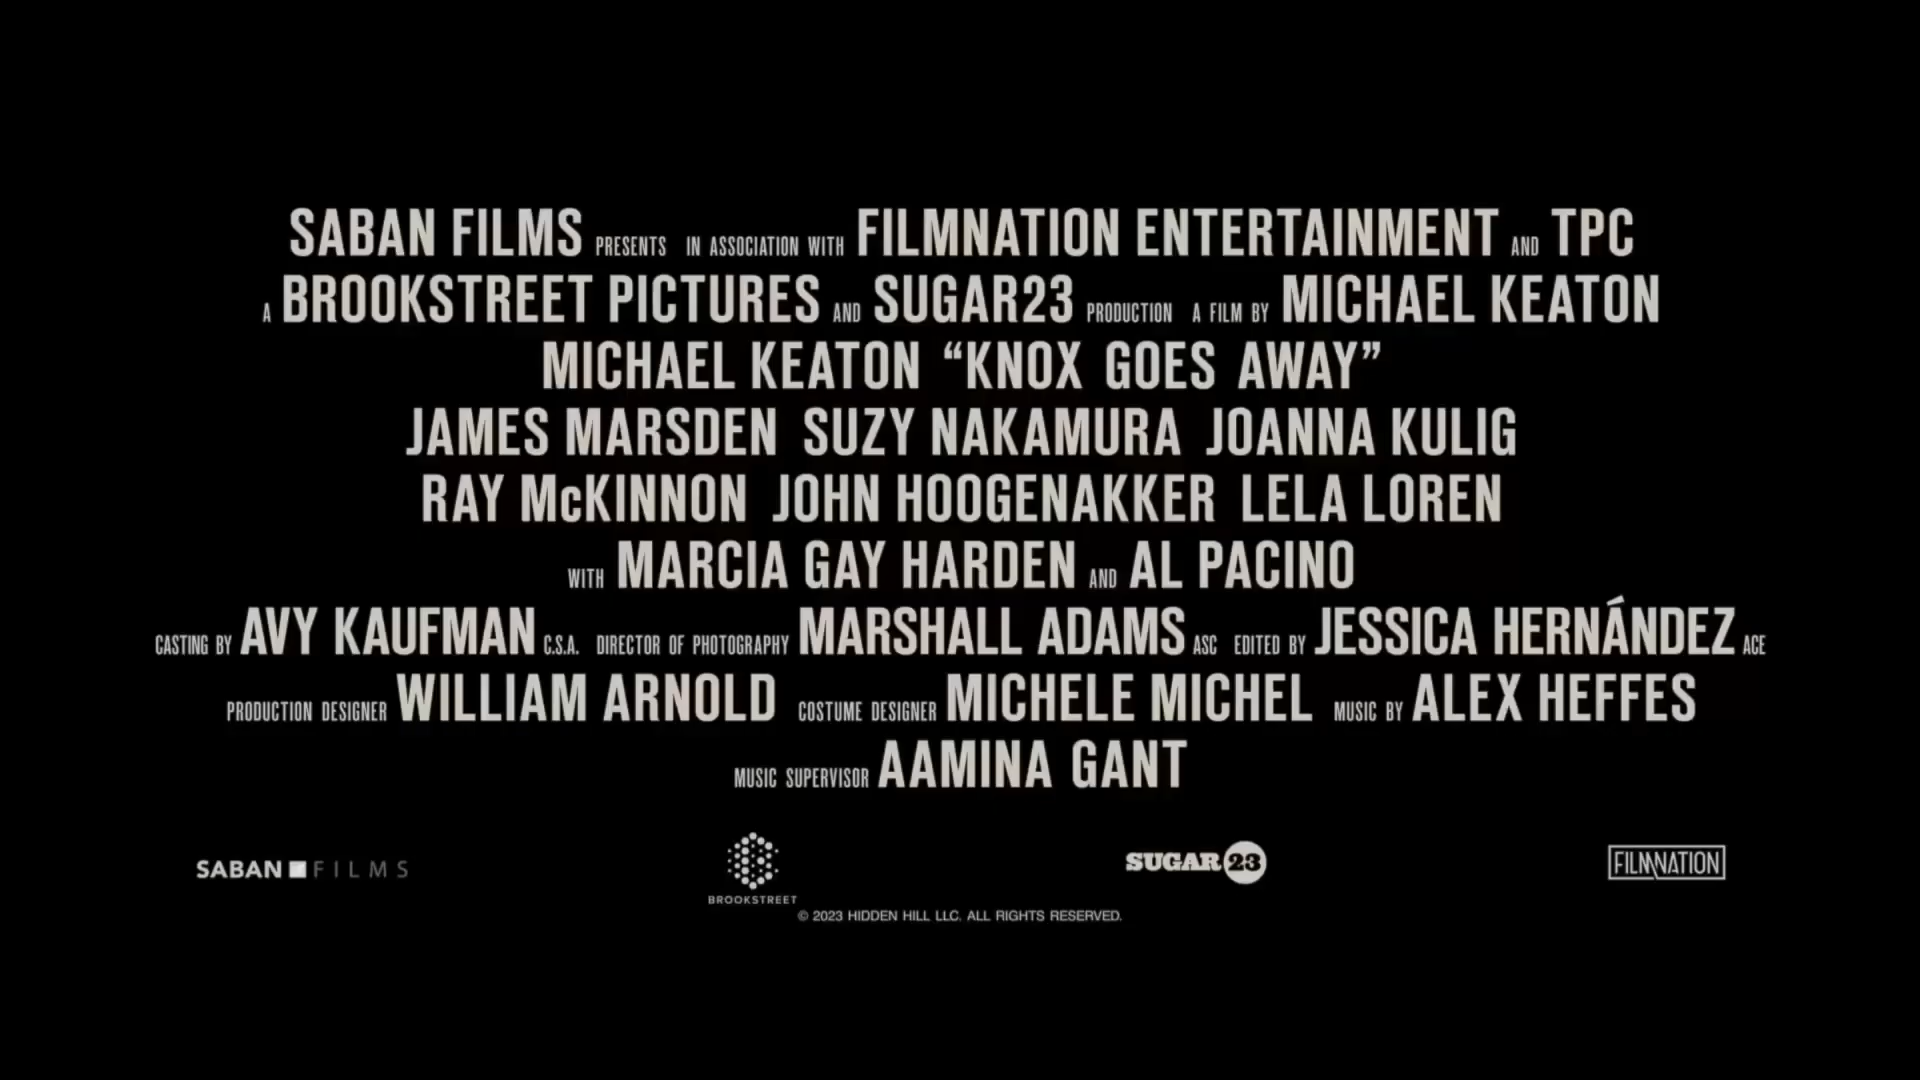 SABAN FILMS PRESENTS IN ASSOCIATION WITH FILMNATION ENTERTAINMENT AND TPC
A BROOKSTREET PICTURES AND SUGAR23 PRODUCTION A FILM BY MICHAEL KEATON
MICHAEL KEATON “KNOX GOES AWAY”
JAMES MARSDEN SUZY NAKAMURA JOANNA KULIG
RAY McKINNON JOHN HOOGENAKKER LELA LOREN
WITH MARCIA GAY HARDEN AND AL PACINO
CASTING BY AVY KAUFMAN C.S.A. DIRECTOR OF PHOTOGRAPHY MARSHALL ADAMS ASC EDITED BY JESSICA HERNÁNDEZ ACE
PRODUCTION DESIGNER WILLIAM ARNOLD COSTUME DESIGNER MICHELE MICHEL MUSIC BY ALEX HEFFES
MUSIC SUPERVISOR AAMINA GANT
SABAN FILMS
BROOKSTREET
SUGAR 23
FILMNATION
© 2023 HIDDEN HILL LLC. ALL RIGHTS RESERVED.